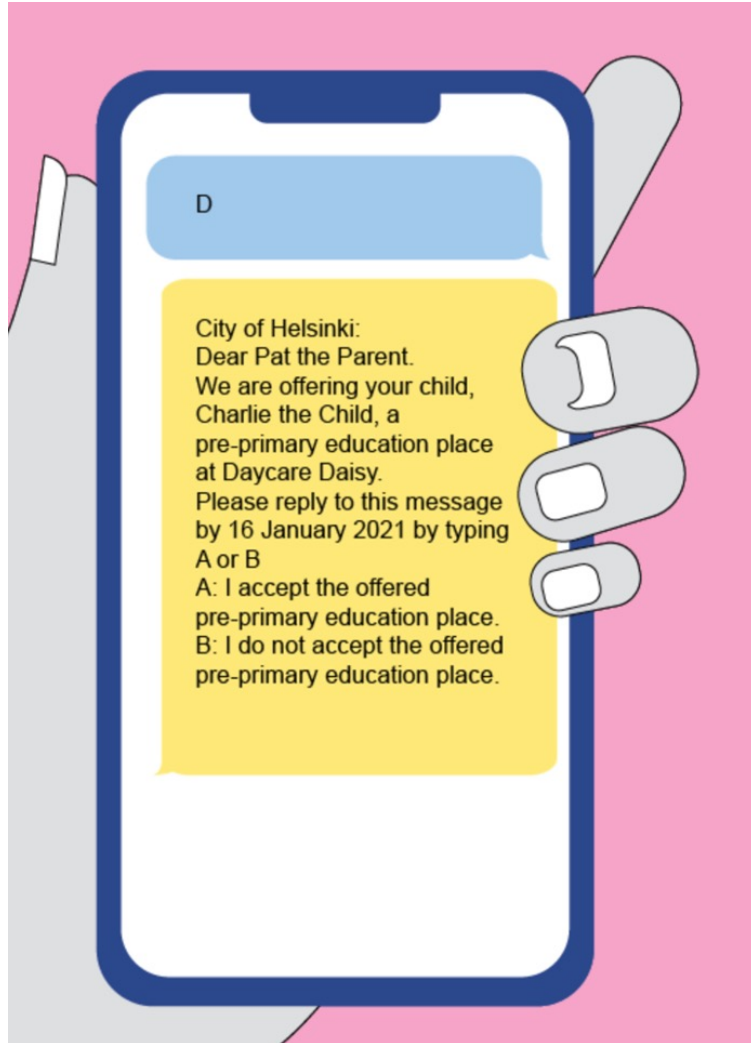 D
City of Helsinki:
Dear Pat the Parent.
We are offering your child,
Charlie the Child, a
pre-primary education place
at Daycare Daisy.
Please reply to this message
by 16 January 2021 by typing
A or B
A: I accept the offered
pre-primary education place.
B: I do not accept the offered
pre-primary education place.